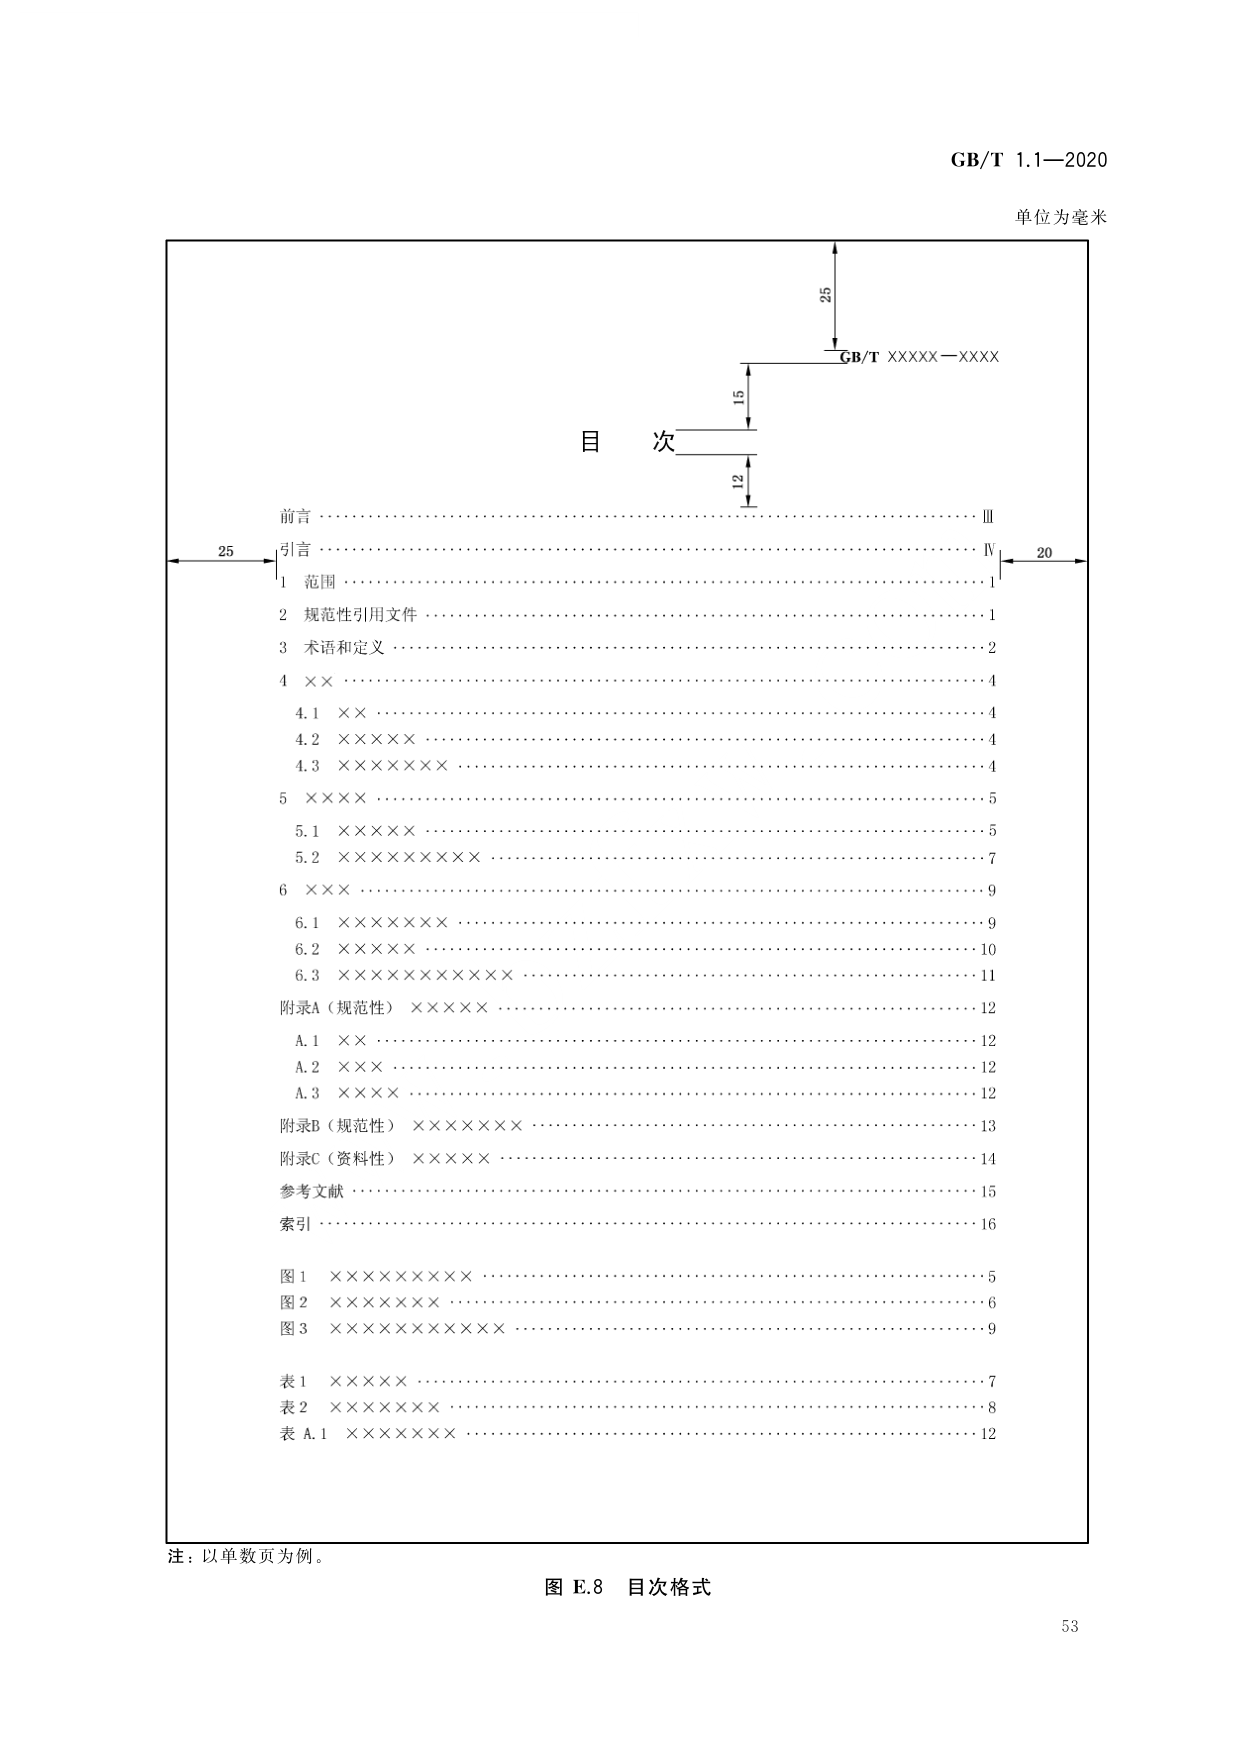 GB/T 1.1—2020
单位为毫米
25
GB/T XXXXX—XXXX
15
目 次
12
前言 ································ Ⅲ
25
引言 ································ Ⅳ
20
1 范围 ································ 1
2 规范性引用文件 ································ 1
3 术语和定义 ································ 2
4 ×× ································ 4
4.1 ×× ································ 4
4.2 ××××× ································ 4
4.3 ××××××× ································ 4
5 ×××× ································ 5
5.1 ××××× ································ 5
5.2 ××××××××× ································ 7
6 ××× ································ 9
6.1 ××××××× ································ 9
6.2 ××××× ································ 10
6.3 ××××××××××× ································ 11
附录A（规范性） ××××× ································ 12
A.1 ×× ································ 12
A.2 ××× ································ 12
A.3 ×××× ································ 12
附录B（规范性） ××××××× ································ 13
附录C（资料性） ××××× ································ 14
参考文献 ································ 15
索引 ································ 16
图1 ××××××××× ································ 5
图2 ××××××× ································ 6
图3 ××××××××××× ································ 9
表1 ××××× ································ 7
表2 ××××××× ································ 8
表 A.1 ××××××× ································ 12
注：以单数页为例。
图 E.8 目次格式
53